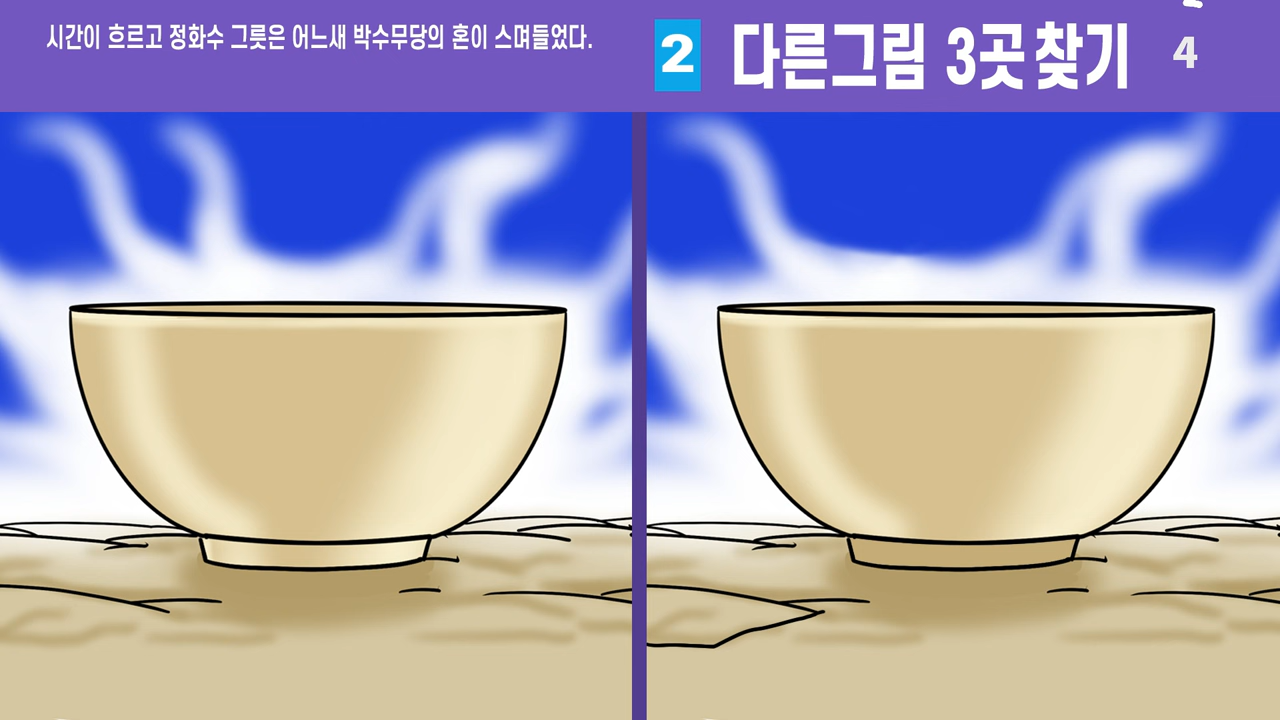 시간이 흐르고 정화수 그릇은 어느새 박수무당의 혼이 스며들었다.
2 다른그림 3곳찾기
4